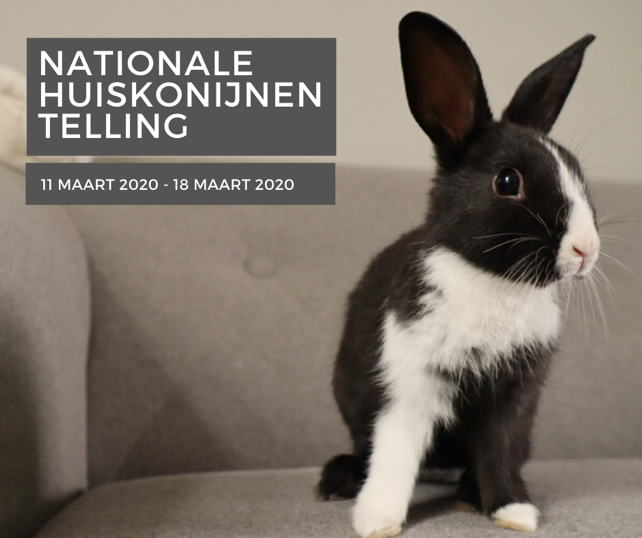 NATIONALE
HUISKONIJNEN
TELLING
11 MAART 2020 - 18 MAART 2020